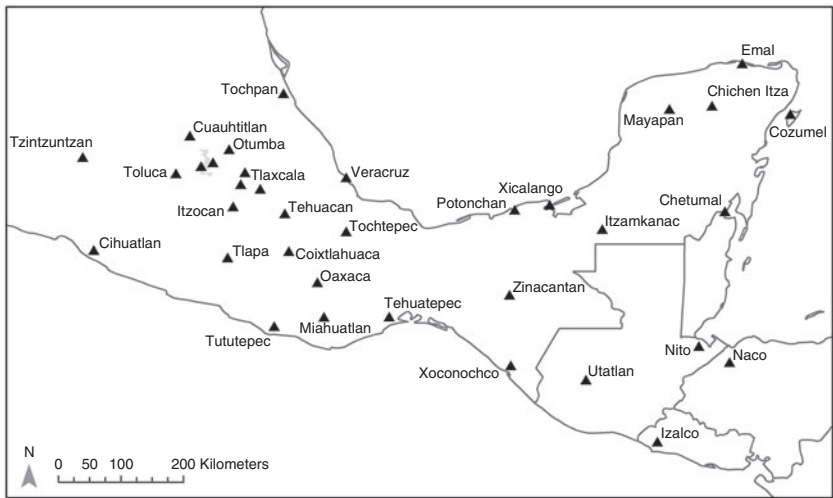 Emal
Tochpan
Chichen Itza
Mayapan
Cozumel
Cuauhtitlan
Otumba
Tzintzuntzan
Toluca
Tlaxcala
Veracruz
Xicalango
Potonchan
Chetumal
Itzocan
Tehuacan
Tochtepec
Itzamkanac
Cihuatlan
Tlapa
Coixtlahuaca
Oaxaca
Zinacantan
Tehuatepec
Tututepec
Miahuatlan
Nito
Naco
Xoconochco
Utatlan
Izalco
N
0 50 100 200 Kilometers